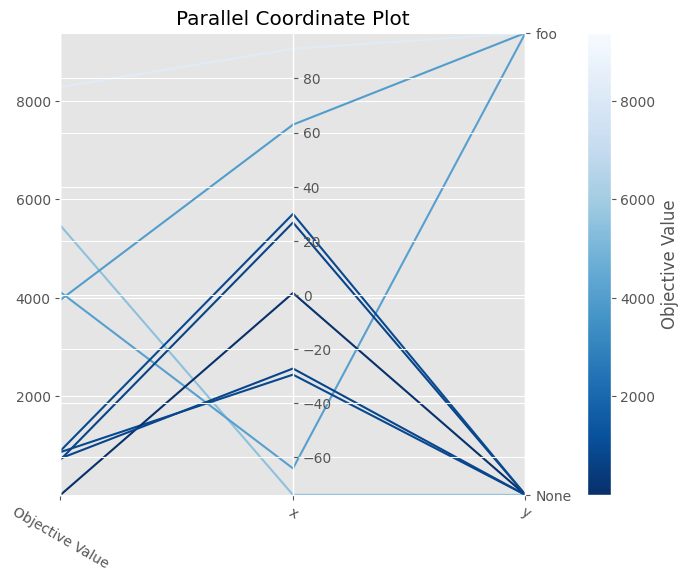 Parallel Coordinate Plot
8000
6000
4000
2000
80
60
40
20
0
−20
−40
−60
foo
None
8000
6000
4000
2000
Objective Value
Objective Value
x
y